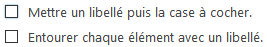 Mettre un libellé puis la case à cocher.
Entourer chaque élément avec un libellé.